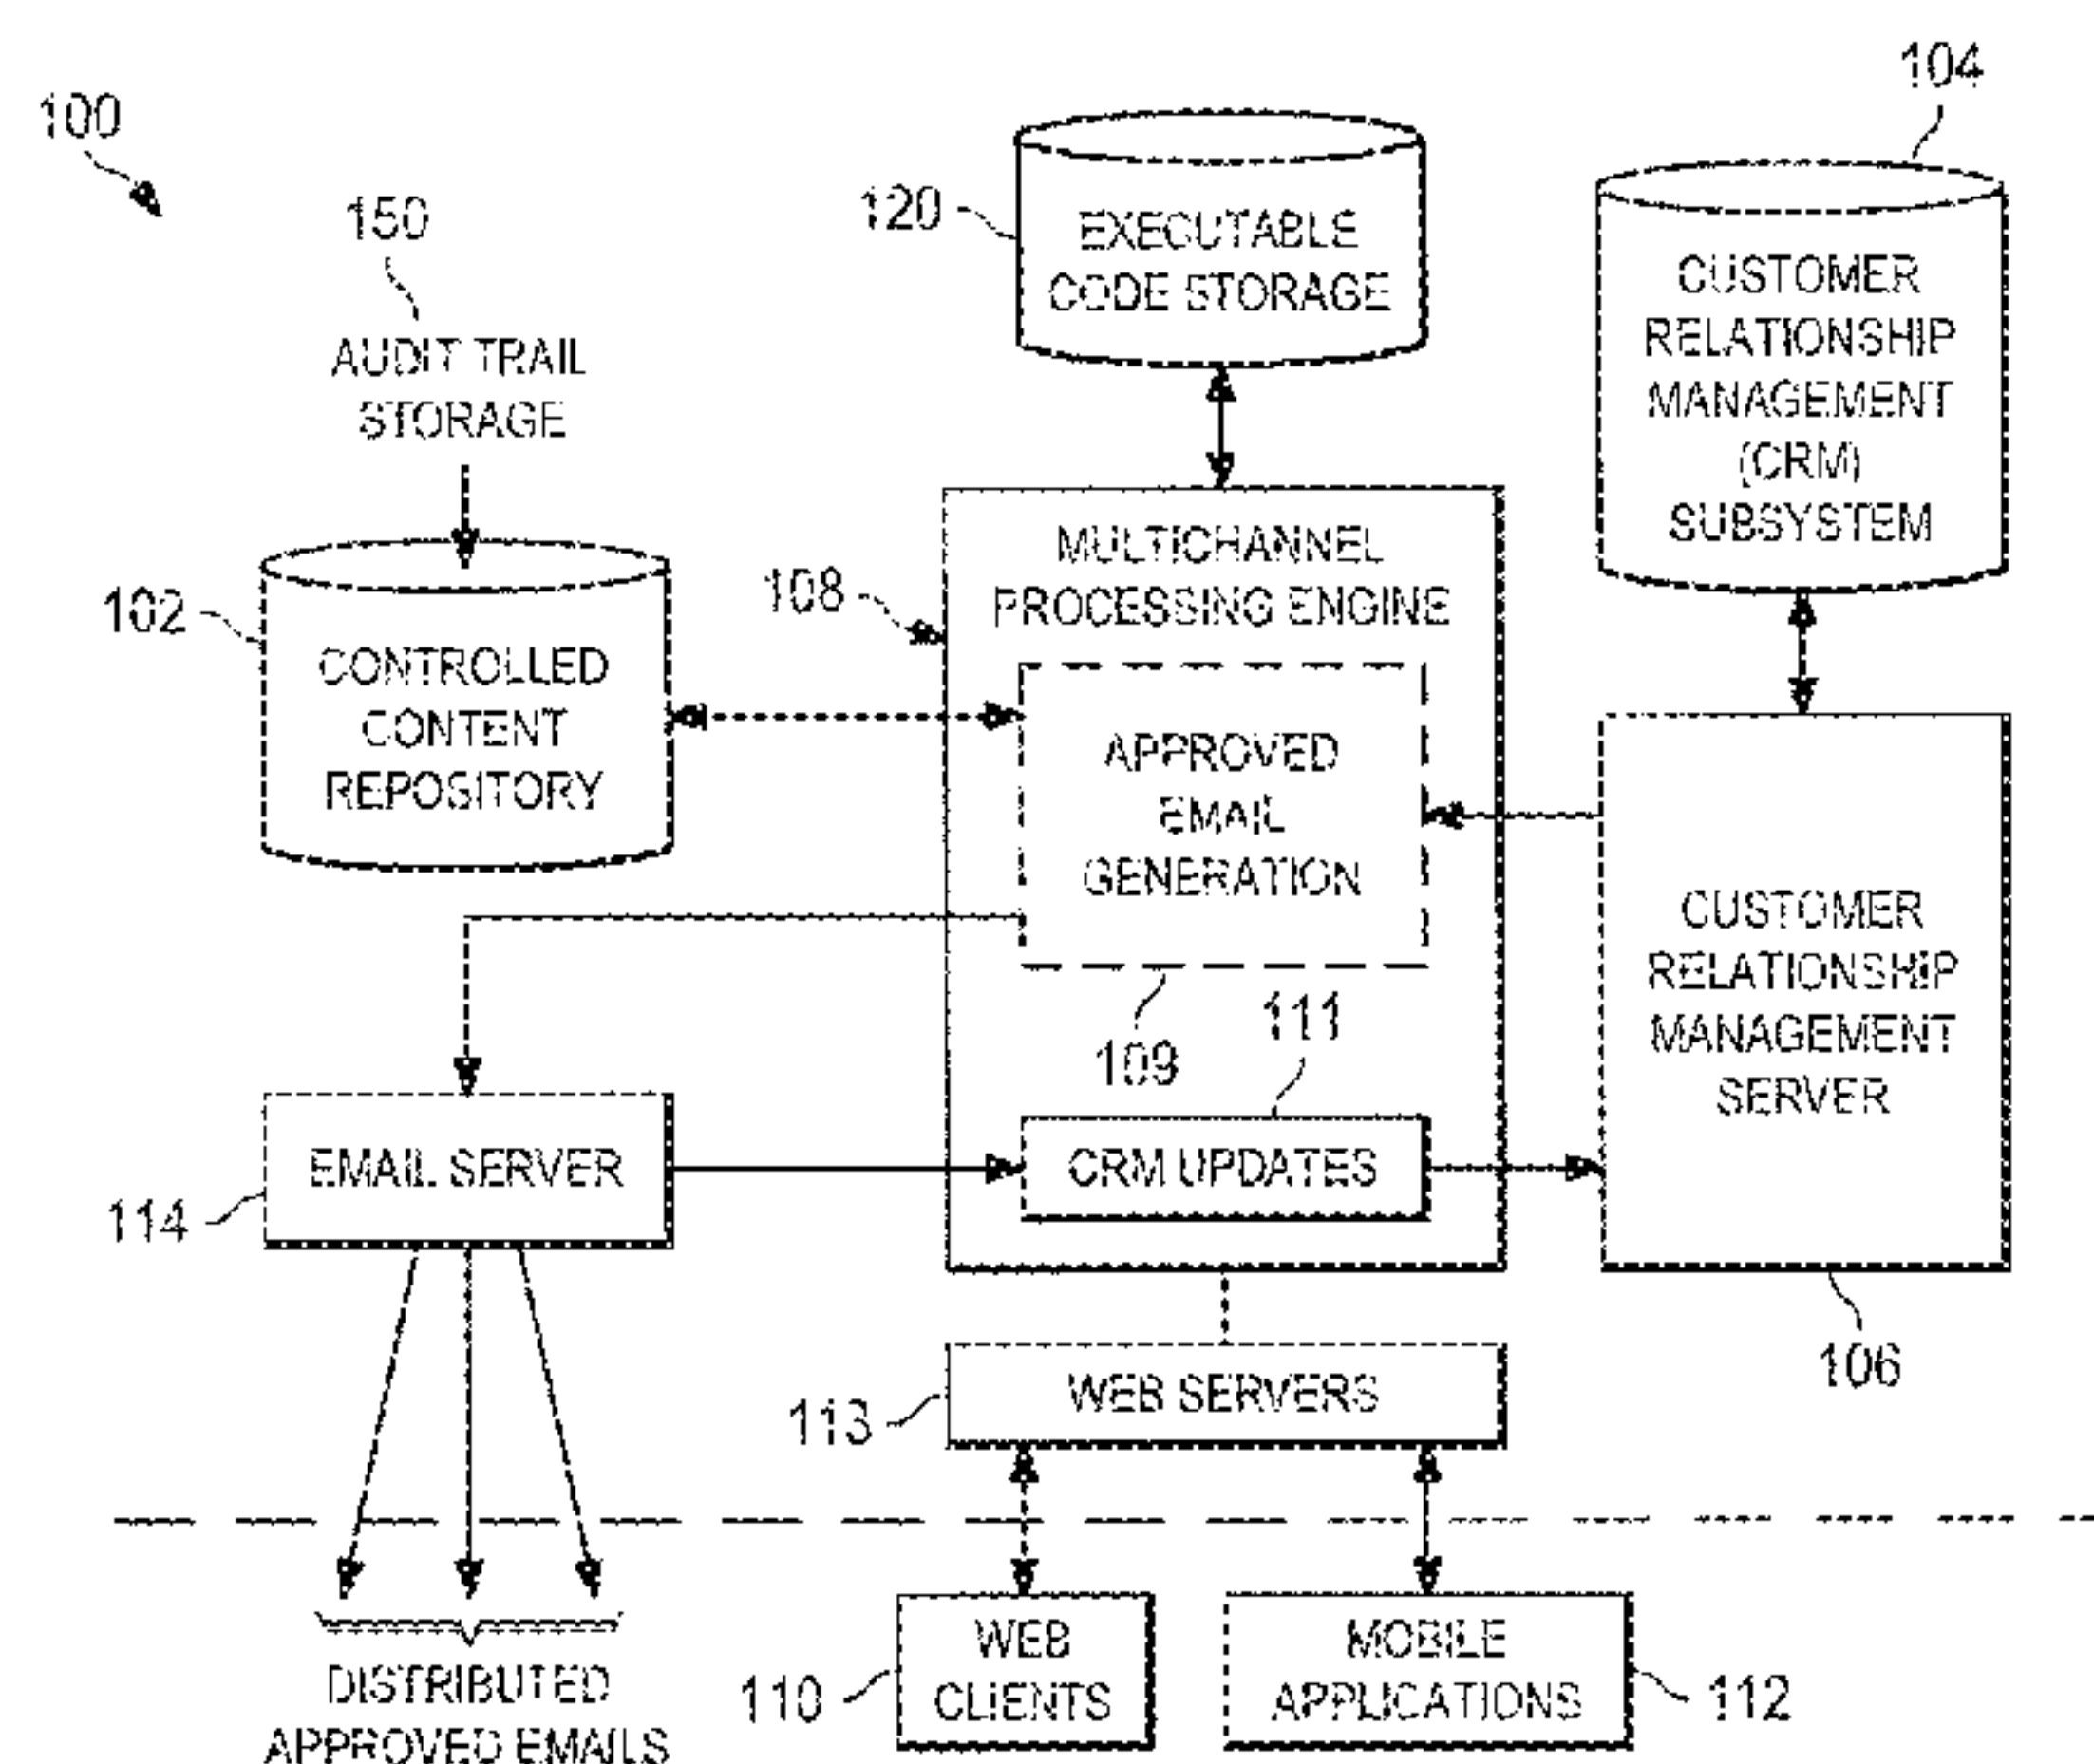 100
150
AUDIT TRAIL
STORAGE
120
EXECUTABLE
CODE STORAGE
104
CUSTOMER
RELATIONSHIP
MANAGEMENT
(CRM)
SUBSYSTEM
102
CONTROLLED
CONTENT
REPOSITORY
108
MULTICHANNEL
PROCESSING ENGINE
APPROVED
EMAIL
GENERATION
109
111
CRM UPDATES
CUSTOMER
RELATIONSHIP
MANAGEMENT
SERVER
106
EMAIL SERVER
114
WEB SERVERS
113
DISTRIBUTED
APPROVED EMAILS
WEB
CLIENTS
110
MOBILE
APPLICATIONS
112